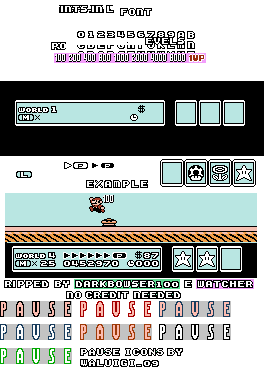 FONT
0123456789AB
100 200 400 800 1000 2000 4000 8000 1UP
WORLD 1 $
(M)×
P P
(L)
EXAMPLE
WORLD 4 P $87
(M)× 25 0452970 000
RIPPED BY DARKBOWSER100 E WATCHER
NO CREDIT NEEDED
PAUSE PAUSE PAUSE
PAUSE PAUSE PAUSE
PAUSE PAUSE ICONS BY
WALUIGI_09